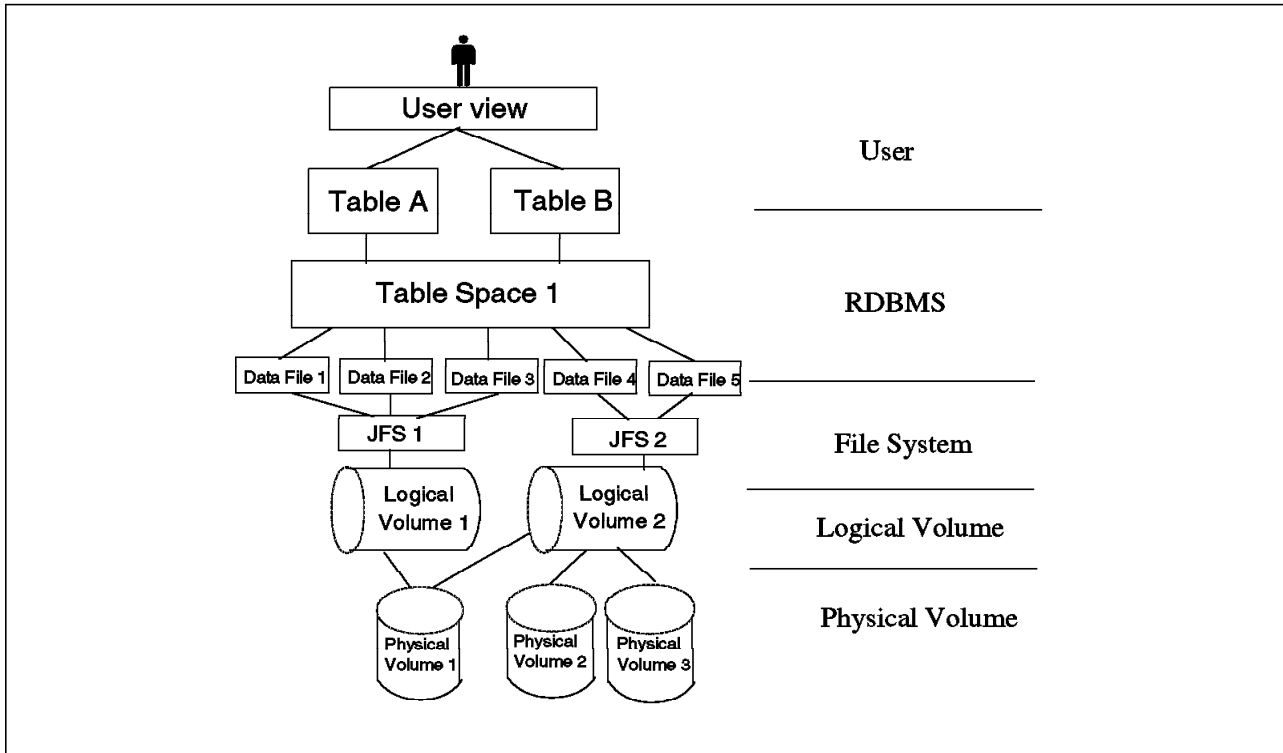 User view
User
Table A
Table B
Table Space 1
RDBMS
Data File 1
Data File 2
Data File 3
Data File 4
Data File 5
JFS 1
JFS 2
File System
Logical
Volume 1
Logical
Volume 2
Logical Volume
Physical
Volume 1
Physical
Volume 2
Physical
Volume 3
Physical Volume